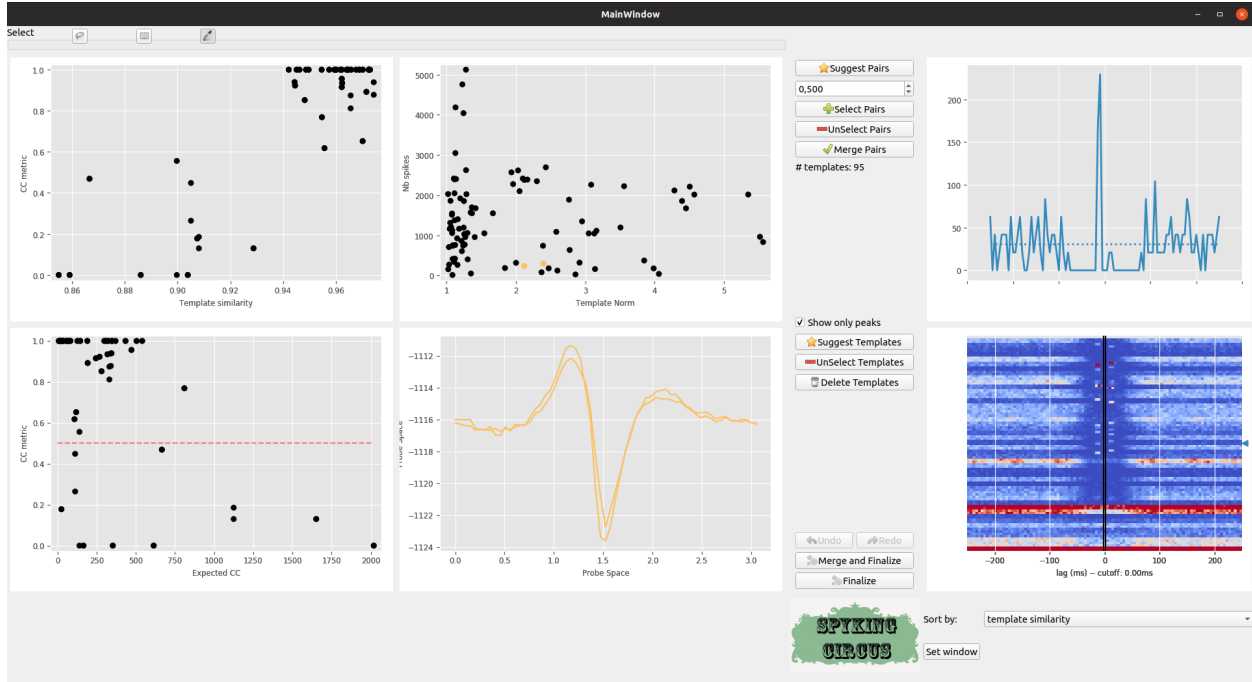 MainWindow
Select
1.0
0.8
0.6
0.4
0.2
0.0
CC metric
0.86 0.88 0.90 0.92 0.94 0.96
Template similarity
5000
4000
3000
2000
1000
0
Nb spikes
1 2 3 4 5
Template Norm
Suggest Pairs
0,500
Select Pairs
UnSelect Pairs
Merge Pairs
# templates: 95
200
150
100
50
0
1.0
0.8
0.6
0.4
0.2
0.0
CC metric
0 250 500 750 1000 1250 1500 1750 2000
Expected CC
−1112
−1114
−1116
−1118
−1120
−1122
−1124
Probe Space
0.0 0.5 1.0 1.5 2.0 2.5 3.0
Probe Space
Show only peaks
Suggest Templates
UnSelect Templates
Delete Templates
Undo Redo
Merge and Finalize
Finalize
−200 −100 0 100 200
lag (ms) -- cutoff: 0.00ms
SPYKING
CIRCUS
Sort by: template similarity
Set window